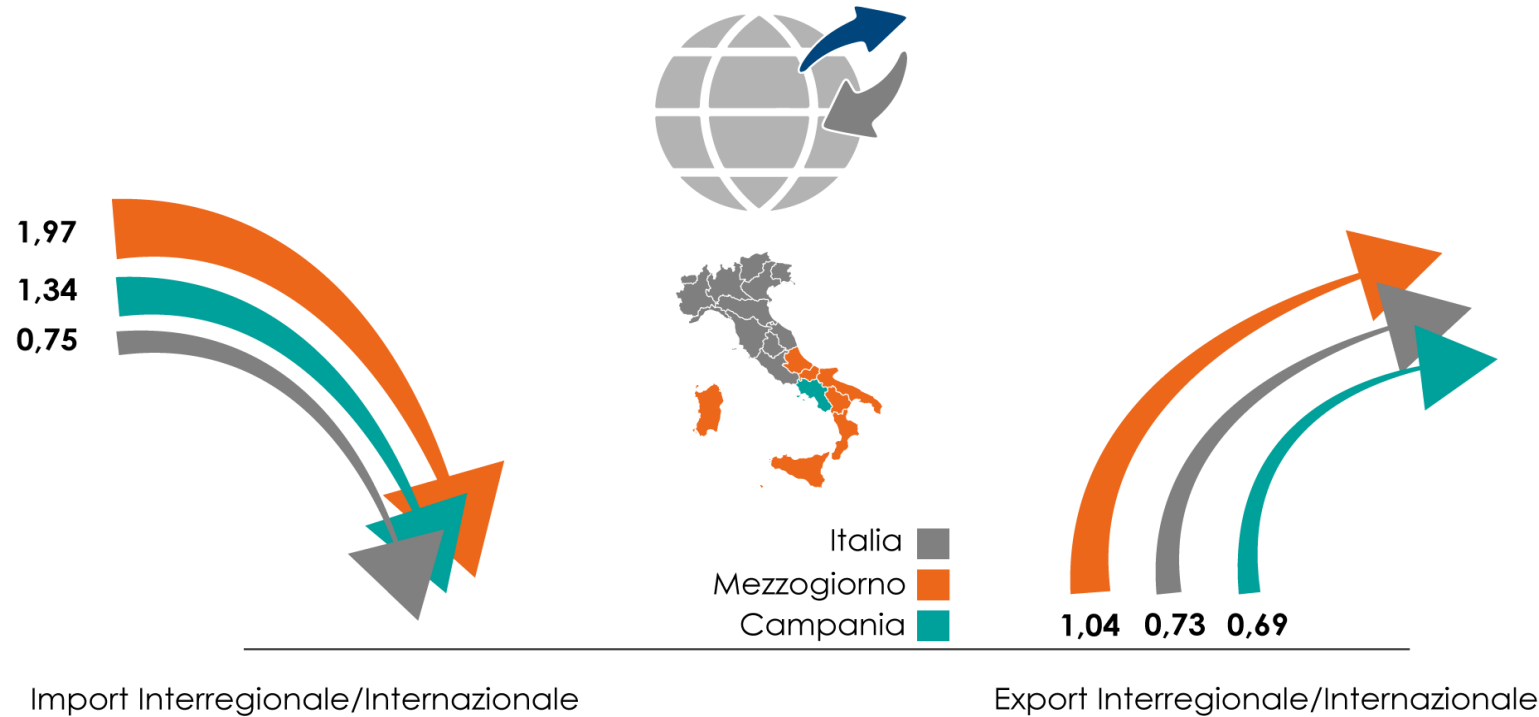 1,97
1,34
0,75
Italia
Mezzogiorno
Campania
1,04 0,73 0,69
Import Interregionale/Internazionale
Export Interregionale/Internazionale